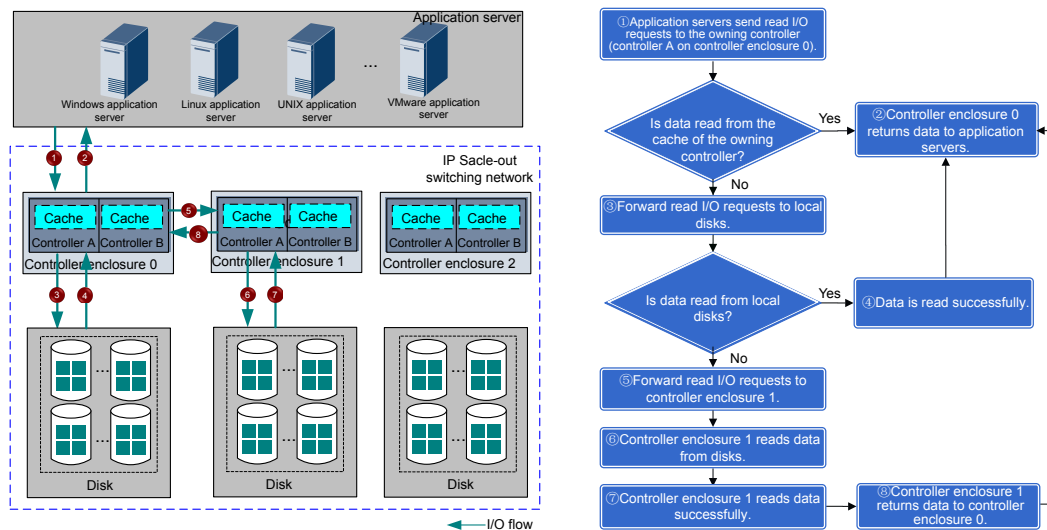 Application server
...
Windows application
server
Linux application
server
UNIX application
server
VMware application
server
1
2
IP Sacle-out
switching network
Cache
Cache
Controller A
Controller B
Controller enclosure 0
5
8
Cache
Cache
Controller A
Controller B
Controller enclosure 1
Cache
Cache
Controller A
Controller B
Controller enclosure 2
3
4
6
7
...
...
Disk
...
...
Disk
...
...
Disk
I/O flow
①Application servers send read I/O
requests to the owning controller
(controller A on controller enclosure 0).
Is data read from the
cache of the owning
controller?
Yes
②Controller enclosure 0
returns data to application
servers.
No
③Forward read I/O requests to local
disks.
Is data read from local
disks?
Yes
④Data is read successfully.
No
⑤Forward read I/O requests to
controller enclosure 1.
⑥Controller enclosure 1 reads data
from disks.
⑦Controller enclosure 1 reads data
successfully.
⑧Controller enclosure 1
returns data to controller
enclosure 0.